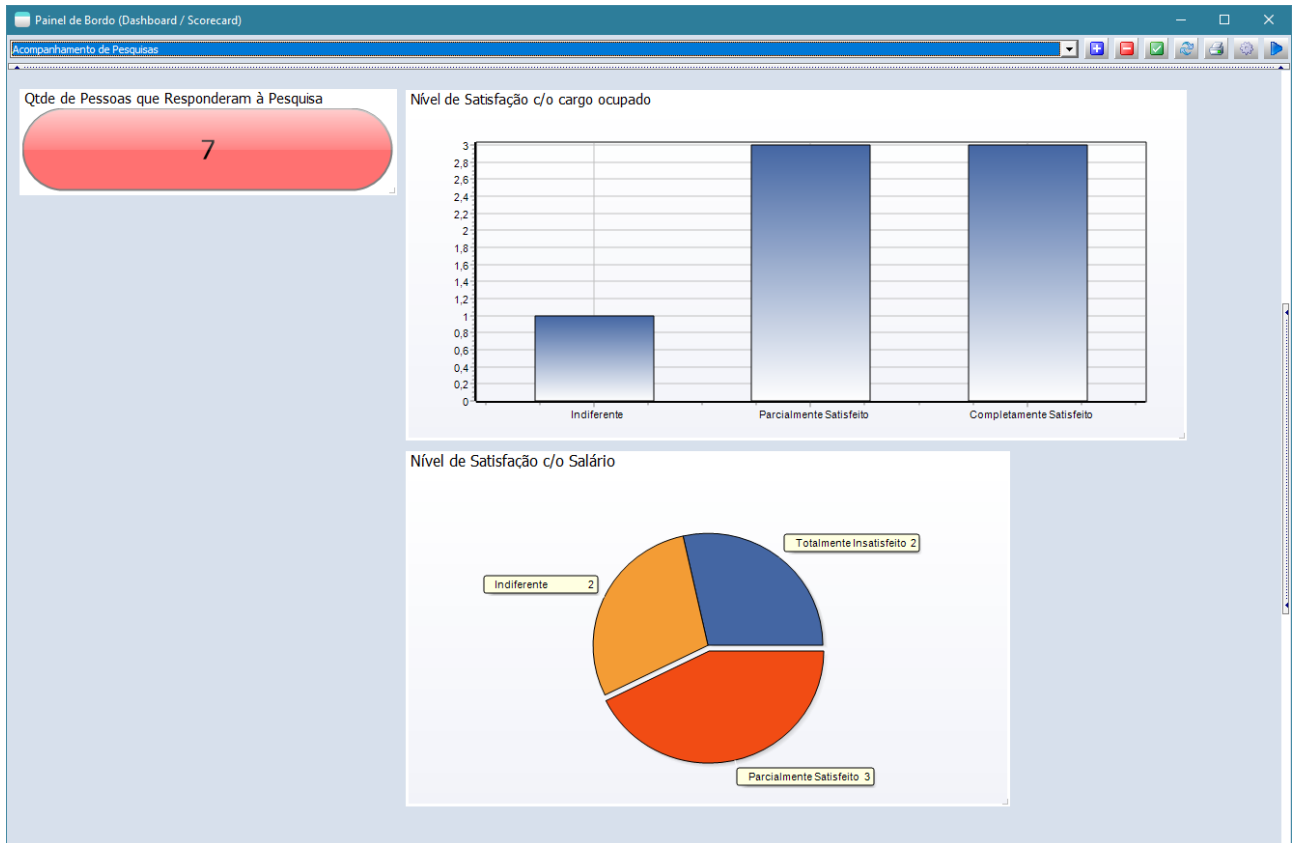 Painel de Bordo (Dashboard / Scorecard)
Acompanhamento de Pesquisas
Qtde de Pessoas que Responderam à Pesquisa
7
Nível de Satisfação c/o cargo ocupado
3
2,8
2,6
2,4
2,2
2
1,8
1,6
1,4
1,2
1
0,8
0,6
0,4
0,2
0
Indiferente Parcialmente Satisfeito Completamente Satisfeito
Nível de Satisfação c/o Salário
Totalmente Insatisfeito 2
Indiferente 2
Parcialmente Satisfeito 3